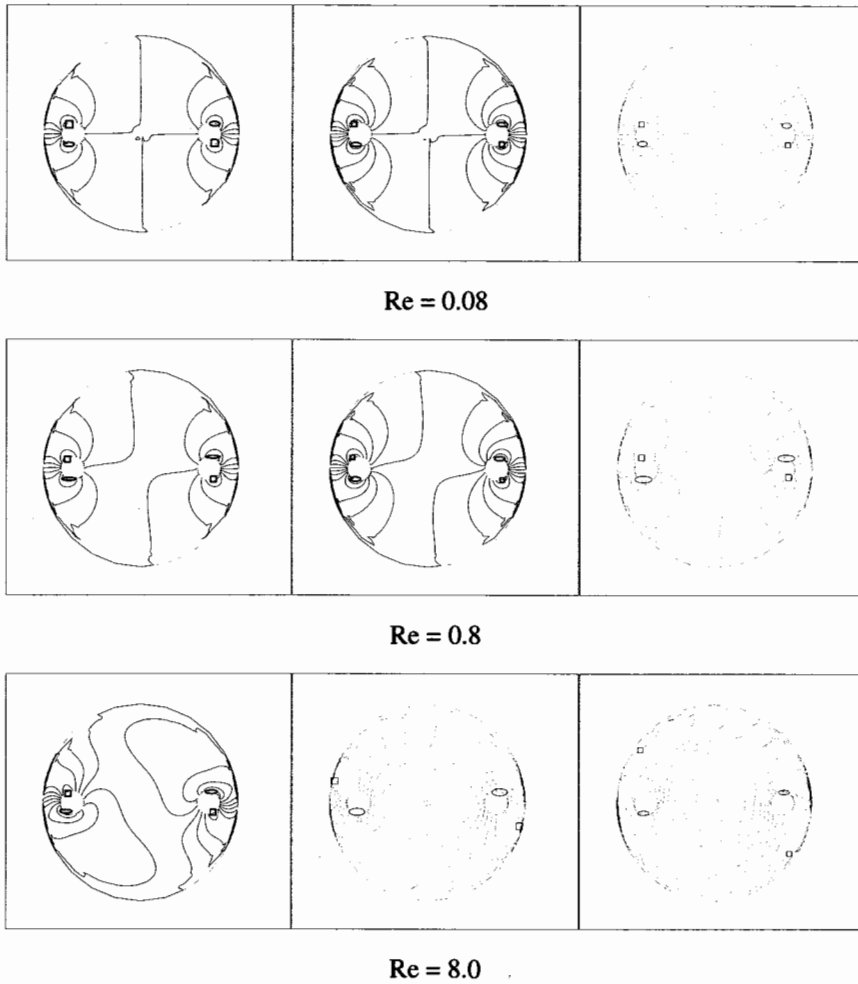 Re = 0.08
Re = 0.8
Re = 8.0